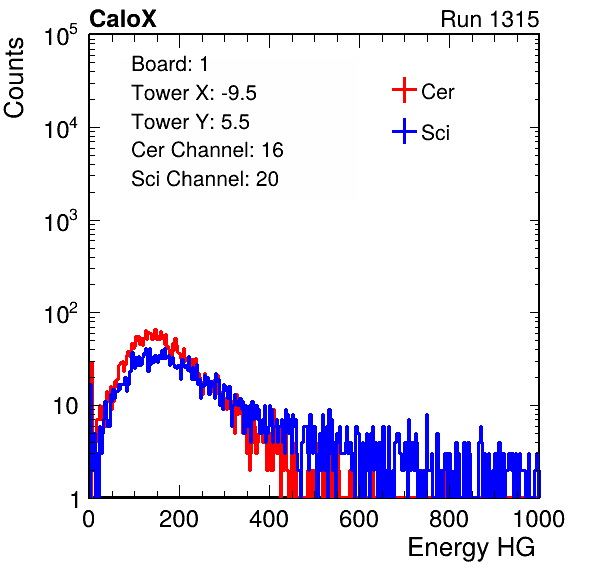 CaloX Run 1315
Counts
Board: 1
Tower X: -9.5
Tower Y: 5.5
Cer Channel: 16
Sci Channel: 20
Cer
Sci
10^5
10^4
10^3
10^2
10
1
0 200 400 600 800 1000
Energy HG